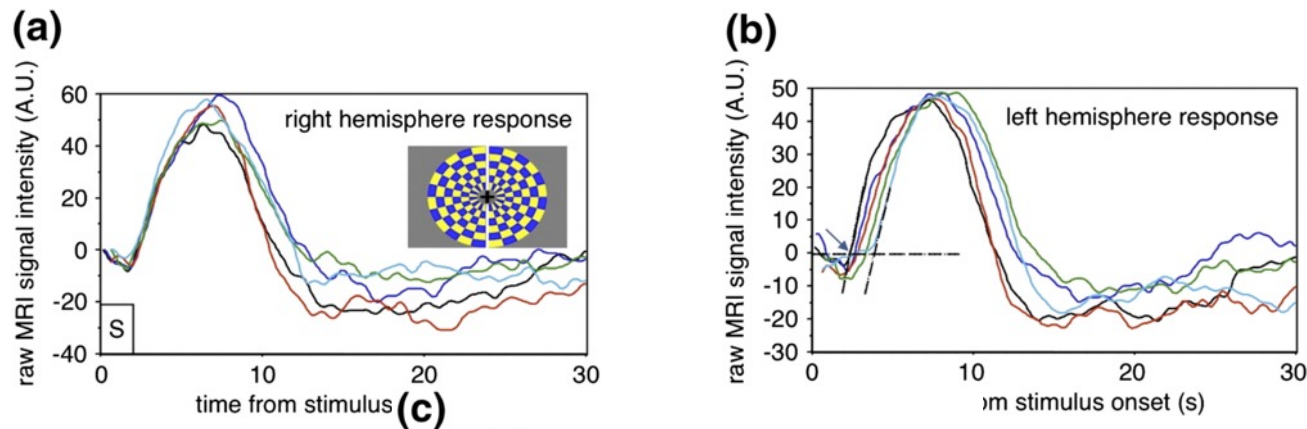 (a)
raw MRI signal intensity (A.U.)
60
40
20
0
-20
-40
right hemisphere response
S
0
10
20
30
time from stimulus
(c)
(b)
raw MRI signal intensity (A.U.)
50
40
30
20
10
0
-10
-20
-30
left hemisphere response
0
10
20
30
om stimulus onset (s)